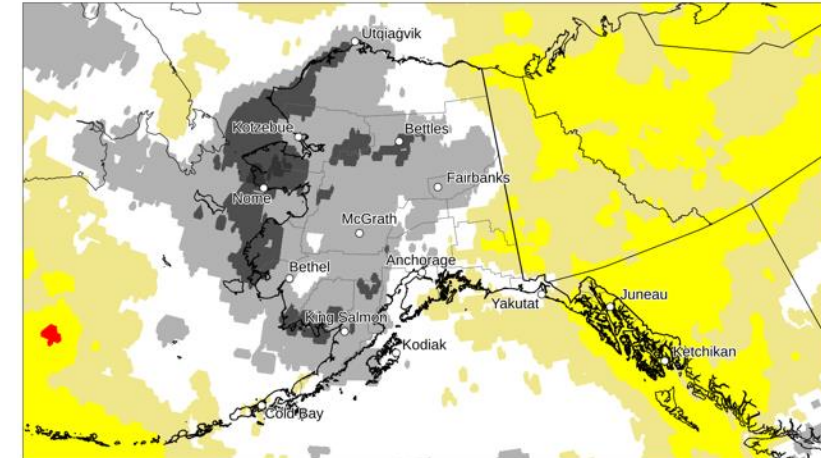 Utqiaġvik
Kotzebue
Bettles
Fairbanks
Nome
McGrath
Anchorage
Bethel
Juneau
Yakutat
King Salmon
Kodiak
Ketchikan
Cold Bay